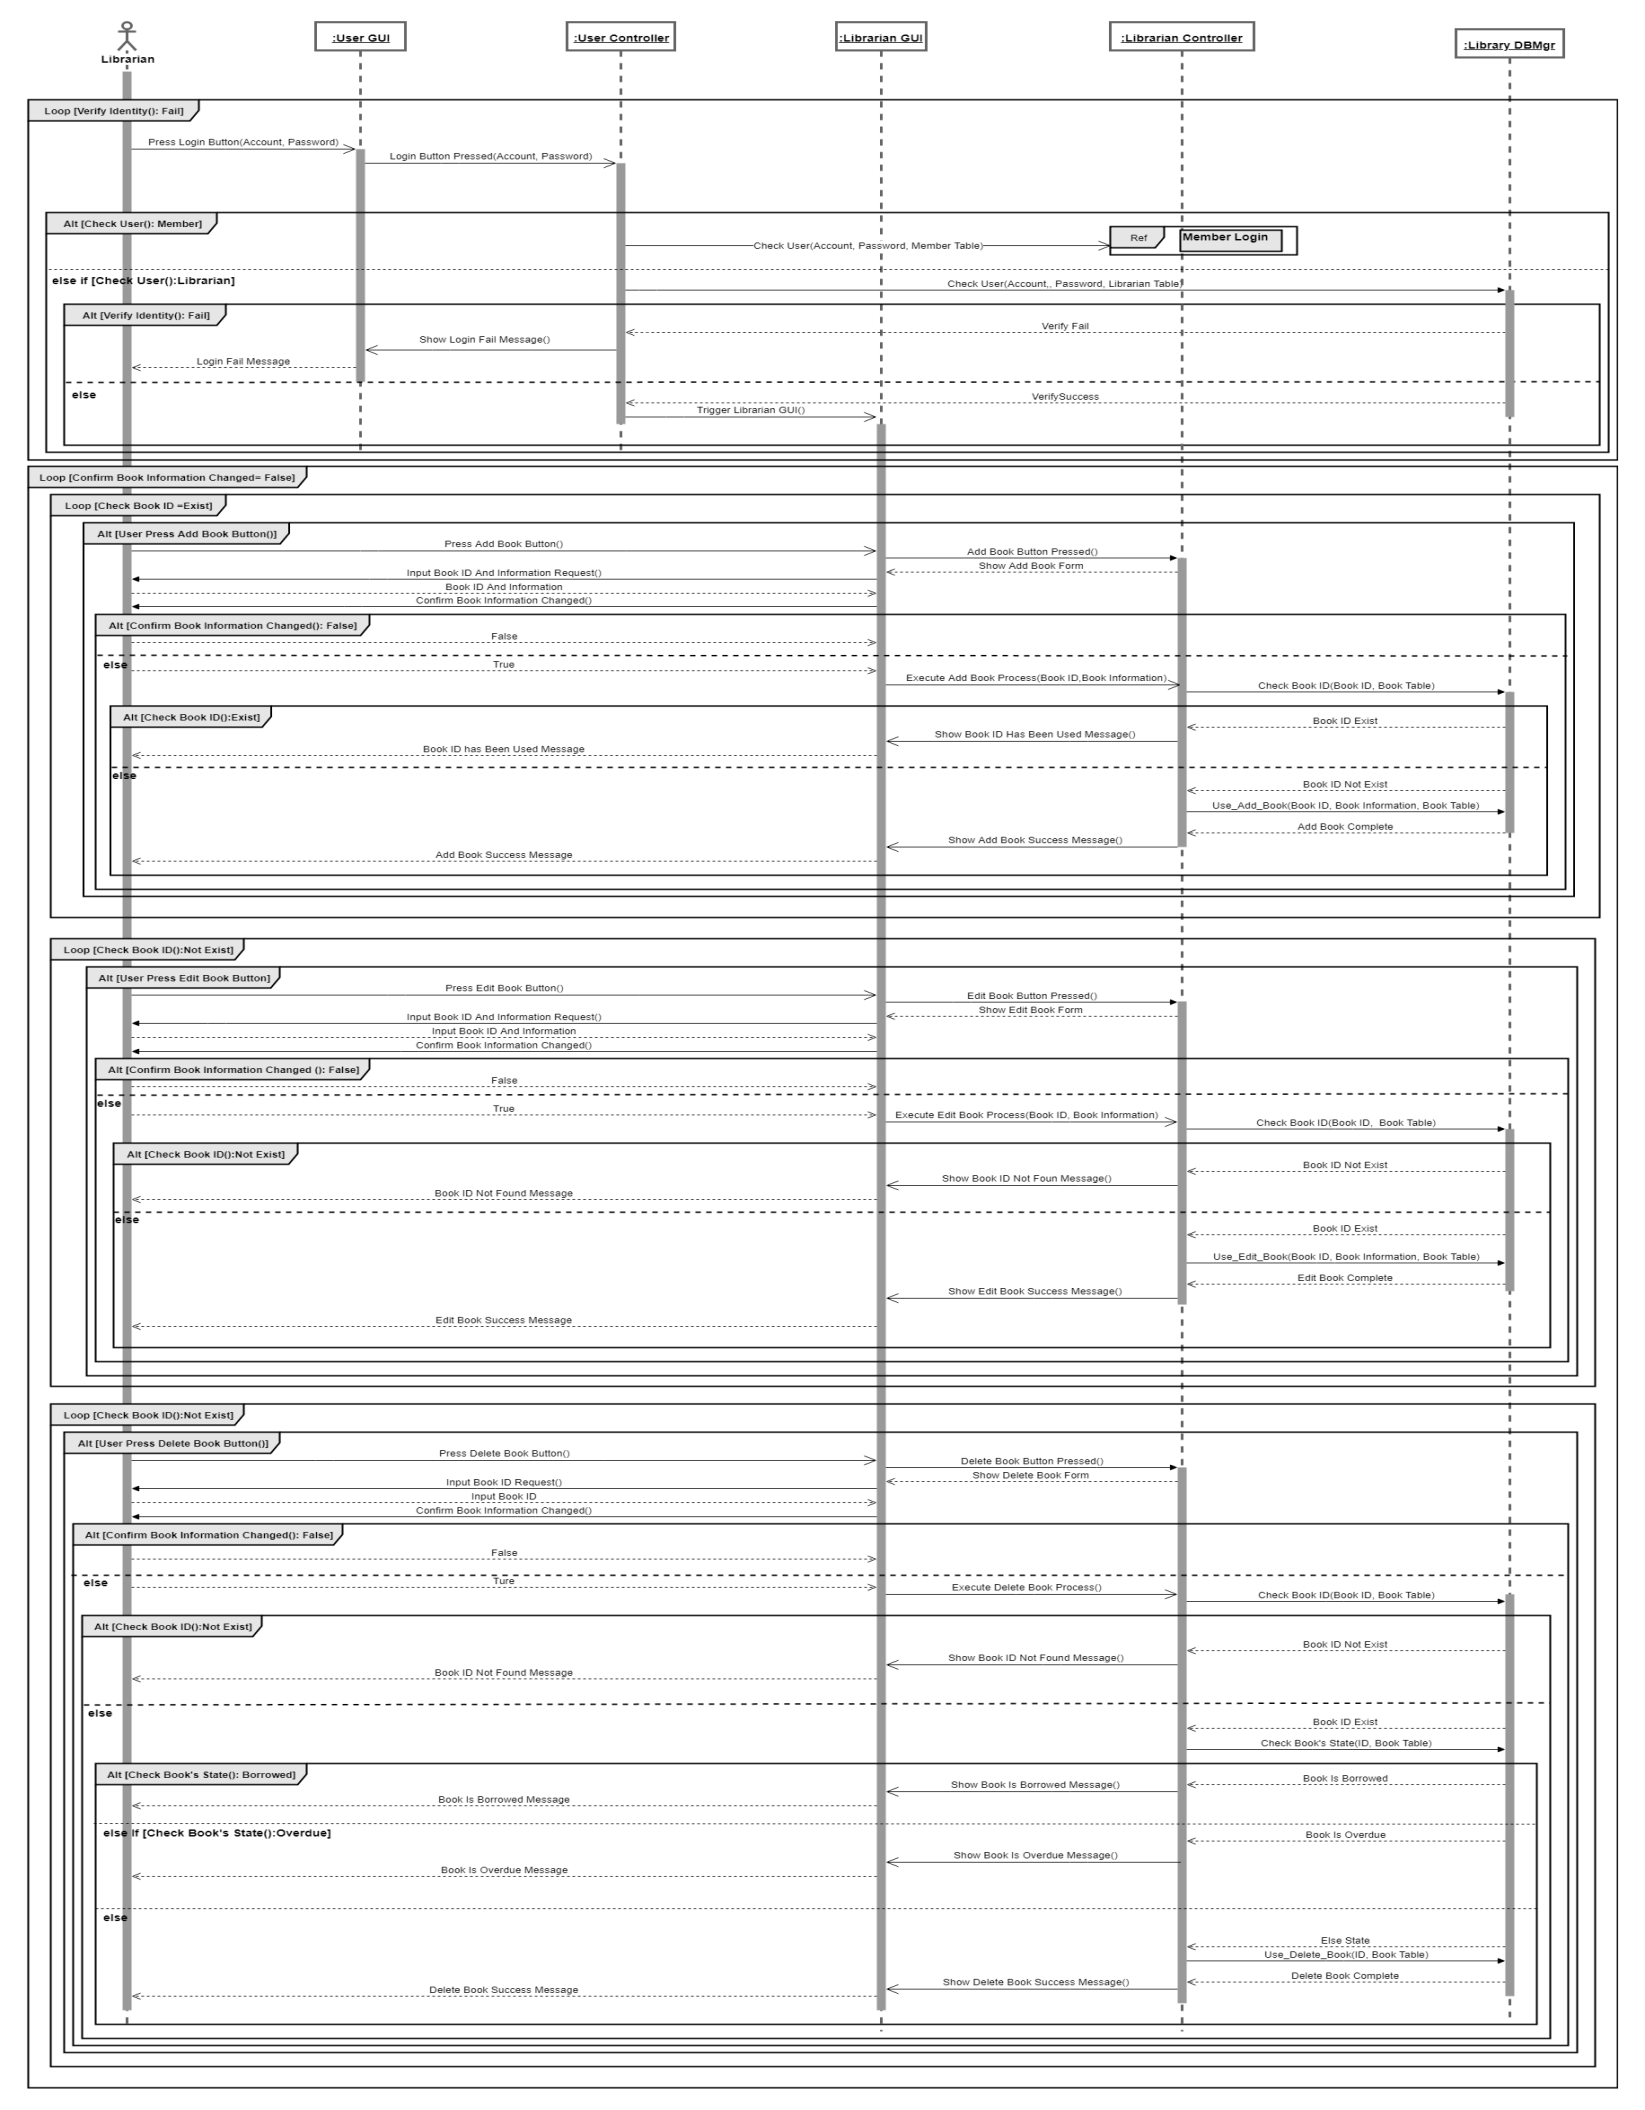 :User GUI
:User Controller
:Librarian GUI
:Librarian Controller
:Library DBMgr
Librarian
Loop [Verify Identity(): Fail]
Press Login Button(Account, Password)
Login Button Pressed(Account, Password)
Alt [Check User(): Member]
Ref
Member Login
Check User(Account, Password, Member Table)
else if [Check User():Librarian]
Check User(Account,, Password, Librarian Table)
Alt [Verify Identity(): Fail]
Verify Fail
Show Login Fail Message()
Login Fail Message
else
VerifySuccess
Trigger Librarian GUI()
Loop [Confirm Book Information Changed= False]
Loop [Check Book ID =Exist]
Alt [User Press Add Book Button()]
Press Add Book Button()
Add Book Button Pressed()
Show Add Book Form
Input Book ID And Information Request()
Book ID And Information
Confirm Book Information Changed()
Alt [Confirm Book Information Changed(): False]
False
else
True
Execute Add Book Process(Book ID,Book Information)
Check Book ID(Book ID, Book Table)
Alt [Check Book ID():Exist]
Book ID Exist
Show Book ID Has Been Used Message()
Book ID has Been Used Message
else
Book ID Not Exist
Use_Add_Book(Book ID, Book Information, Book Table)
Add Book Complete
Show Add Book Success Message()
Add Book Success Message
Loop [Check Book ID():Not Exist]
Alt [User Press Edit Book Button]
Press Edit Book Button()
Edit Book Button Pressed()
Show Edit Book Form
Input Book ID And Information Request()
Input Book ID And Information
Confirm Book Information Changed()
Alt [Confirm Book Information Changed (): False]
False
else
True
Execute Edit Book Process(Book ID, Book Information)
Check Book ID(Book ID,  Book Table)
Alt [Check Book ID():Not Exist]
Book ID Not Exist
Show Book ID Not Foun Message()
Book ID Not Found Message
else
Book ID Exist
Use_Edit_Book(Book ID, Book Information, Book Table)
Edit Book Complete
Show Edit Book Success Message()
Edit Book Success Message
Loop [Check Book ID():Not Exist]
Alt [User Press Delete Book Button()]
Press Delete Book Button()
Delete Book Button Pressed()
Show Delete Book Form
Input Book ID Request()
Input Book ID
Confirm Book Information Changed()
Alt [Confirm Book Information Changed(): False]
False
else
Ture
Execute Delete Book Process()
Check Book ID(Book ID, Book Table)
Alt [Check Book ID():Not Exist]
Book ID Not Exist
Show Book ID Not Found Message()
Book ID Not Found Message
else
Book ID Exist
Check Book's State(ID, Book Table)
Alt [Check Book's State(): Borrowed]
Book Is Borrowed
Show Book Is Borrowed Message()
Book Is Borrowed Message
else if [Check Book's State():Overdue]
Book Is Overdue
Show Book Is Overdue Message()
Book Is Overdue Message
else
Else State
Use_Delete_Book(ID, Book Table)
Delete Book Complete
Show Delete Book Success Message()
Delete Book Success Message